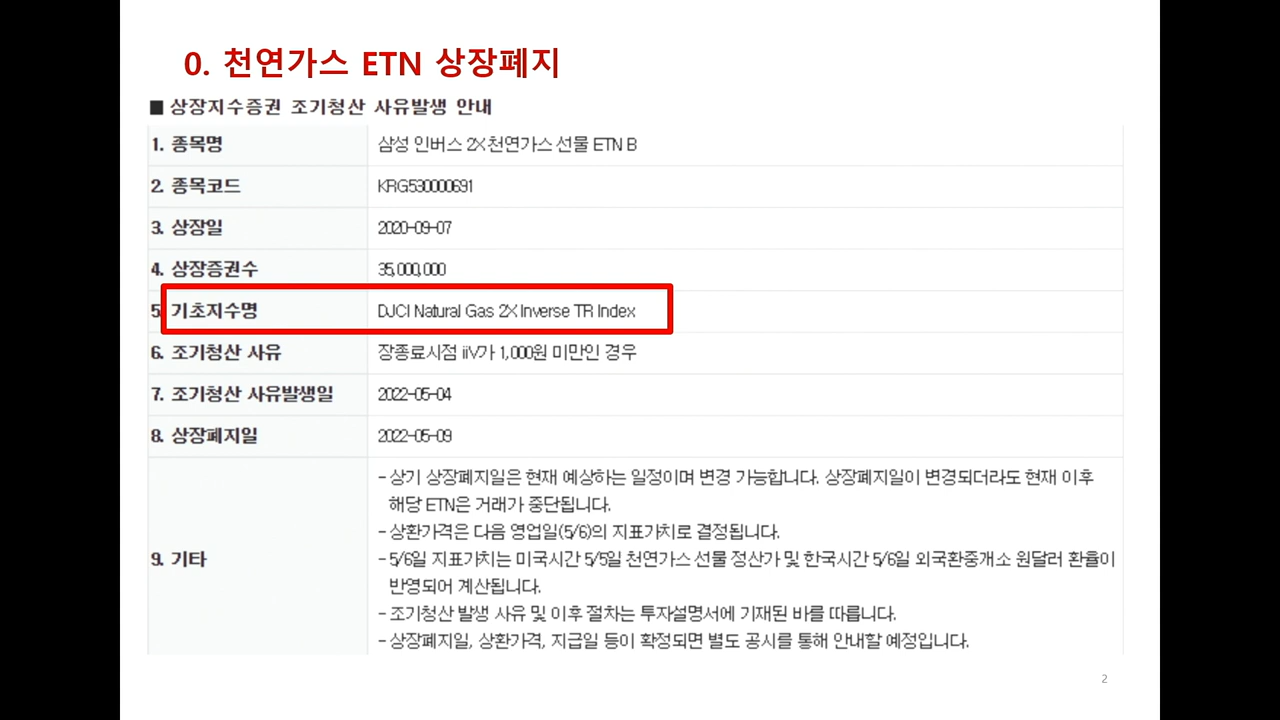 0. 천연가스 ETN 상장폐지
■ 상장지수증권 조기청산 사유발생 안내
1. 종목명 삼성 인버스 2X 천연가스 선물 ETN B
2. 종목코드 KRG530000691
3. 상장일 2020-09-07
4. 상장증권수 35,000,000
5. 기초지수명 DJCI Natural Gas 2X Inverse TR Index
6. 조기청산 사유 장종료시점 iIV가 1,000원 미만인 경우
7. 조기청산 사유발생일 2022-05-04
8. 상장폐지일 2022-05-09
9. 기타
- 상기 상장폐지일은 현재 예상하는 일정이며 변경 가능합니다. 상장폐지일이 변경되더라도 현재 이후
해당 ETN은 거래가 중단됩니다.
- 상환가격은 다음 영업일(5/6)의 지표가치로 결정됩니다.
- 5/6일 지표가치는 미국시간 5/5일 천연가스 선물 정산가 및 한국시간 5/6일 외국환중개소 원달러 환율이
반영되어 계산됩니다.
- 조기청산 발생 사유 및 이후 절차는 투자설명서에 기재된 바를 따릅니다.
- 상장폐지일, 상환가격, 지급일 등이 확정되면 별도 공시를 통해 안내할 예정입니다.
2